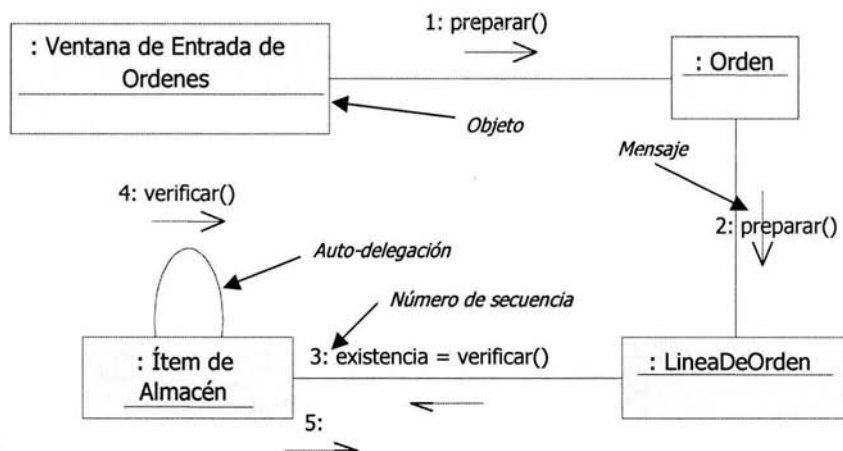 1: preparar()
: Ventana de Entrada de
Ordenes
: Orden
Objeto
Mensaje
4: verificar()
2: preparar()
Auto-delegación
Número de secuencia
: Ítem de
Almacén
3: existencia = verificar()
: LineaDeOrden
5: